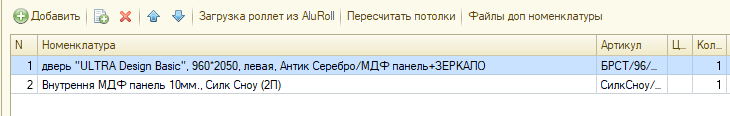 Добавить Загрузка роллет из AluRoll Пересчитать потолки Файлы доп номенклатуры
N Номенклатура Артикул Ц... Кол...
1 дверь "ULTRA Design Basic", 960*2050, левая, Антик Серебро/МДФ панель+ЗЕРКАЛО БРСТ/96/... 1
2 Внутрення МДФ панель 10мм., Силк Сноу (2П) СилкСноу/... 1